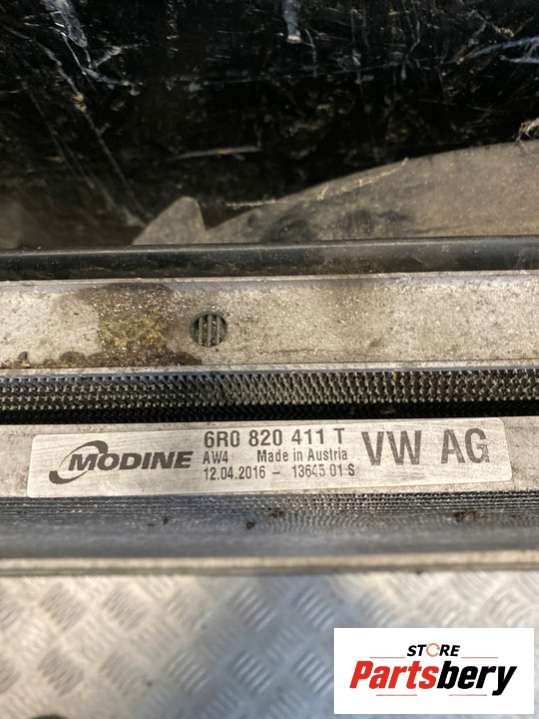 MODINE 6R0 820 411 T VW AG
AW4 Made in Austria
12.04.2016 - 13645 01 S
STORE
Partsbery